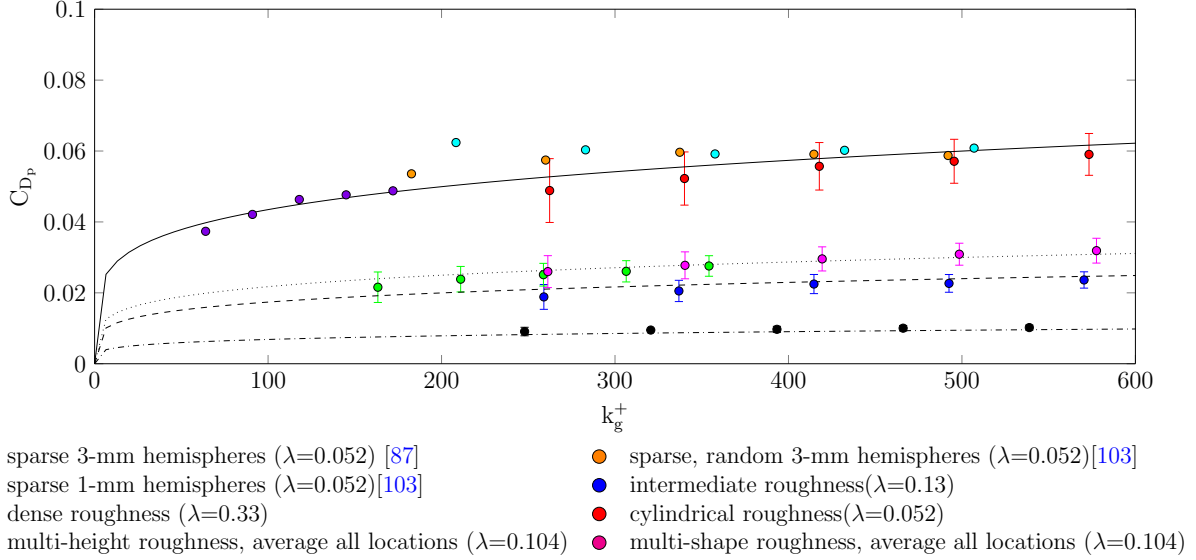 0.1
0.08
0.06
0.04
0.02
0
C_{D_p}
0 100 200 300 400 500 600
k_g^+
sparse 3-mm hemispheres (λ=0.052) [87]
sparse, random 3-mm hemispheres (λ=0.052)[103]
sparse 1-mm hemispheres (λ=0.052)[103]
intermediate roughness(λ=0.13)
dense roughness (λ=0.33)
cylindrical roughness(λ=0.052)
multi-height roughness, average all locations (λ=0.104)
multi-shape roughness, average all locations (λ=0.104)